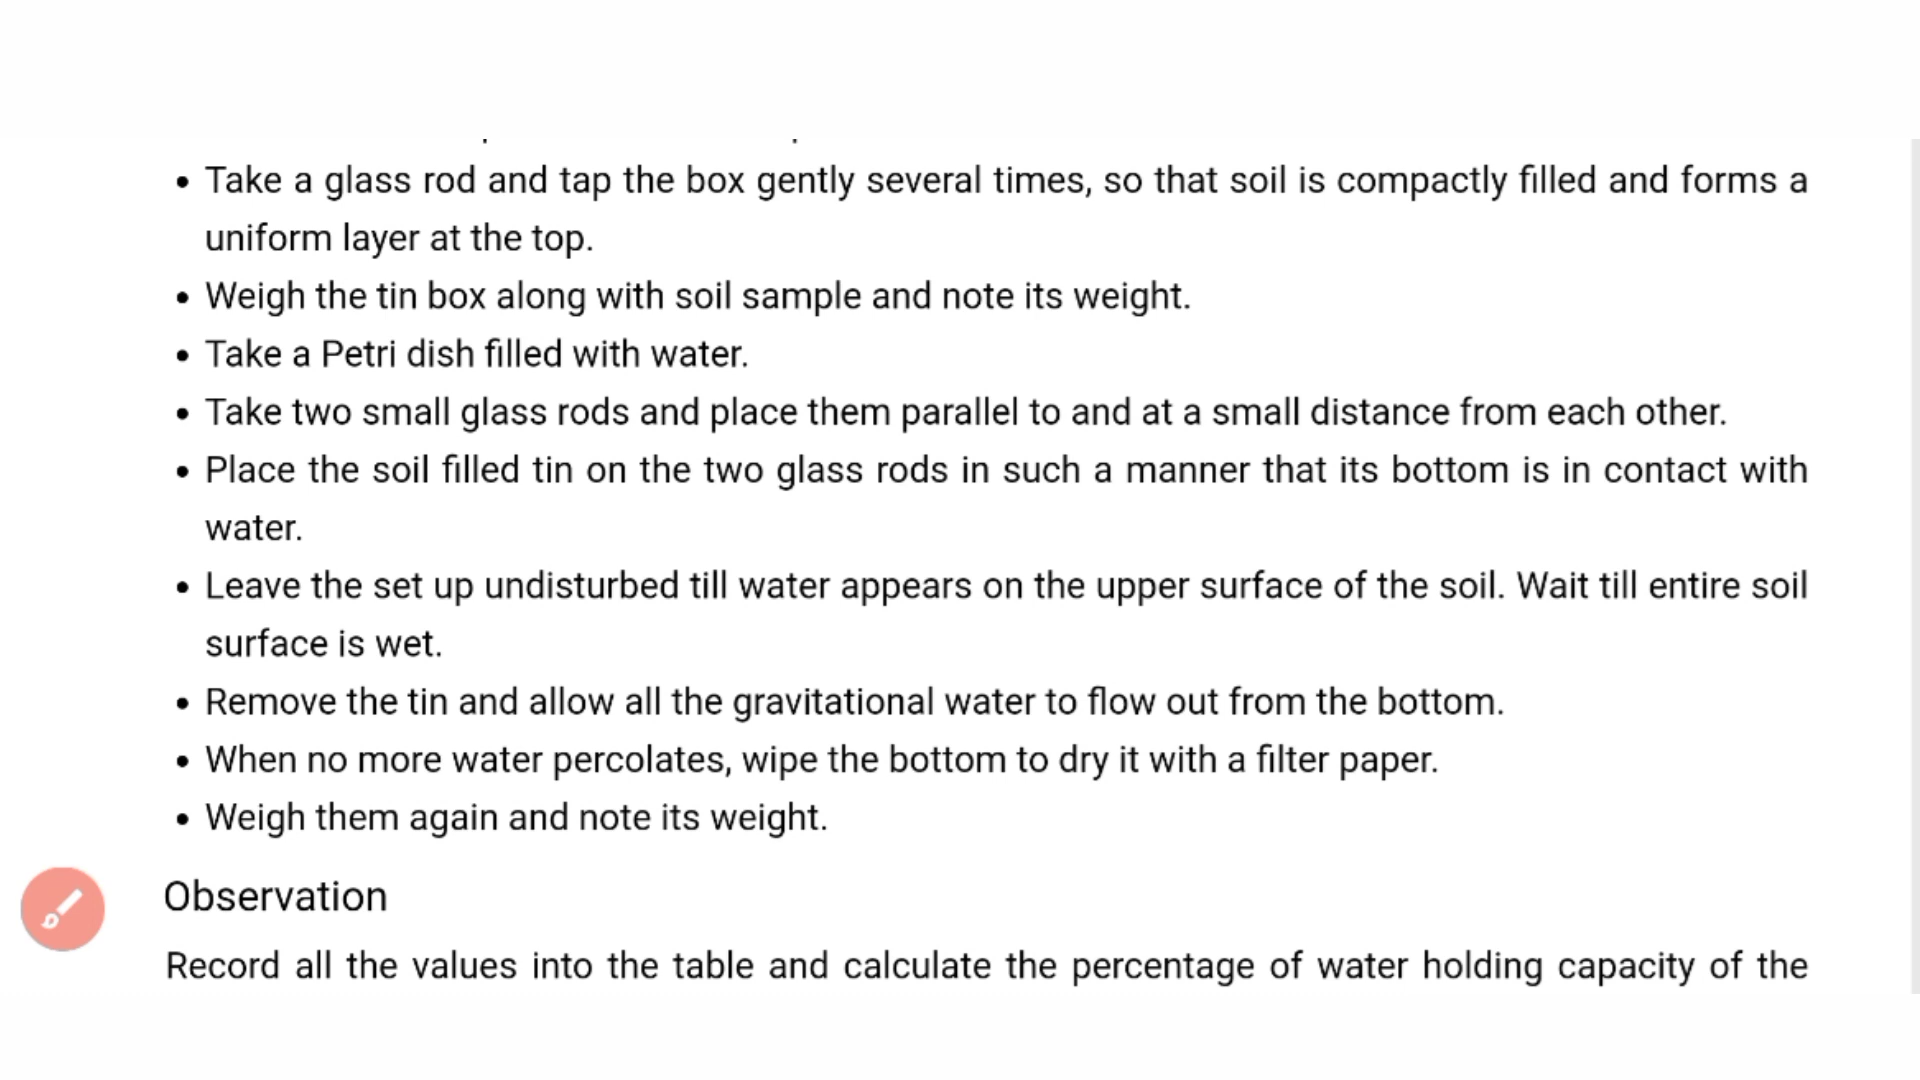 • Take a glass rod and tap the box gently several times, so that soil is compactly filled and forms a
uniform layer at the top.
• Weigh the tin box along with soil sample and note its weight.
• Take a Petri dish filled with water.
• Take two small glass rods and place them parallel to and at a small distance from each other.
• Place the soil filled tin on the two glass rods in such a manner that its bottom is in contact with
water.
• Leave the set up undisturbed till water appears on the upper surface of the soil. Wait till entire soil
surface is wet.
• Remove the tin and allow all the gravitational water to flow out from the bottom.
• When no more water percolates, wipe the bottom to dry it with a filter paper.
• Weigh them again and note its weight.
Observation
Record all the values into the table and calculate the percentage of water holding capacity of the